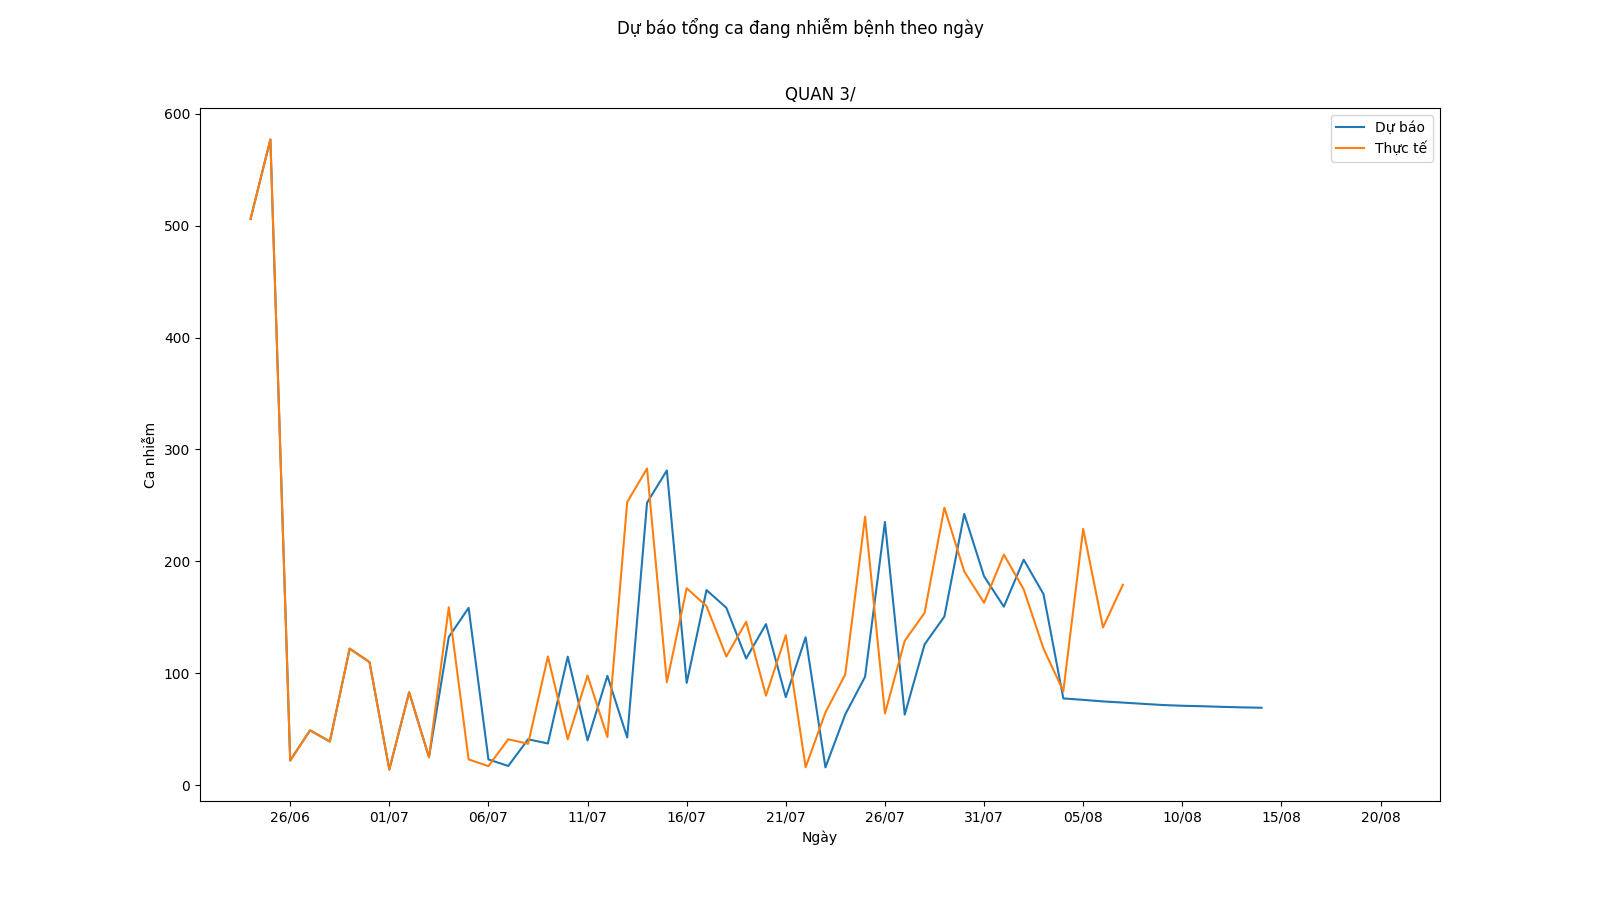 Dự báo tổng ca đang nhiễm bệnh theo ngày
QUAN 3/
Dự báo
Thực tế
Ca nhiễm
600
500
400
300
200
100
0
26/06 01/07 06/07 11/07 16/07 21/07 26/07 31/07 05/08 10/08 15/08 20/08
Ngày